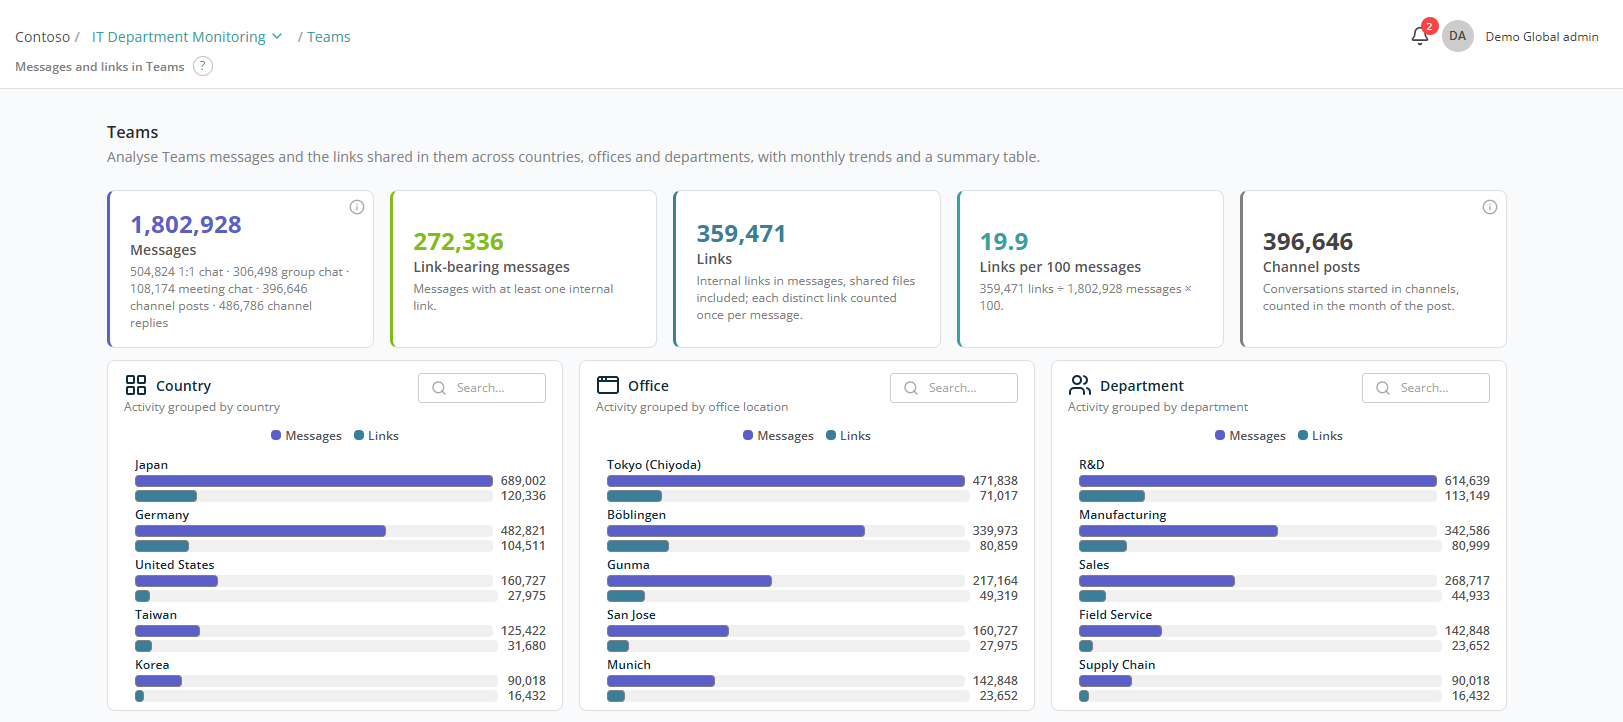 Contoso / IT Department Monitoring / Teams
2
DA
Demo Global admin
Messages and links in Teams ?
Teams
Analyse Teams messages and the links shared in them across countries, offices and departments, with monthly trends and a summary table.
1,802,928
Messages
504,824 1:1 chat · 306,498 group chat ·
108,174 meeting chat · 396,646
channel posts · 486,786 channel
replies
272,336
Link-bearing messages
Messages with at least one internal
link.
359,471
Links
Internal links in messages, shared files
included; each distinct link counted
once per message.
19.9
Links per 100 messages
359,471 links ÷ 1,802,928 messages ×
100.
396,646
Channel posts
Conversations started in channels,
counted in the month of the post.
Country
Search...
Activity grouped by country
Messages Links
Japan
689,002
120,336
Germany
482,821
104,511
United States
160,727
27,975
Taiwan
125,422
31,680
Korea
90,018
16,432
Office
Search...
Activity grouped by office location
Messages Links
Tokyo (Chiyoda)
471,838
71,017
Böblingen
339,973
80,859
Gunma
217,164
49,319
San Jose
160,727
27,975
Munich
142,848
23,652
Department
Search...
Activity grouped by department
Messages Links
R&D
614,639
113,149
Manufacturing
342,586
80,999
Sales
268,717
44,933
Field Service
142,848
23,652
Supply Chain
90,018
16,432